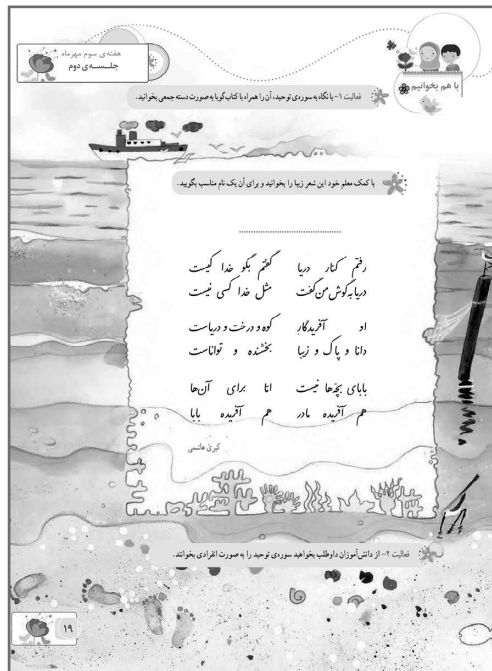 هفته‌ی سوم مهرماه
جلسه‌ی دوم
با هم بخوانیم
فعالیت ۱- با نگاه به سوره‌ی توحید، آن را همراه با کتاب گویا به صورت دسته جمعی بخوانید.
با کمک معلم خود این شعر زیبا را بخوانید و برای آن یک نام مناسب بگویید.
........................................
رفتم کنار دریا گفتم بگو خدا کیست
دریا به گوش من گفت مثل خدا کسی نیست
او آفریدگار کوه و درخت و دریاست
دانا و پاک و زیبا بخشنده و تواناست
بابای بچّه‌ها نیست امّا برای آن‌ها
هم آفریده مادر هم آفریده بابا
کبری هاشمی
فعالیت ۲- از دانش‌آموزان داوطلب بخواهید سوره‌ی توحید را به صورت انفرادی بخوانند.
۱۹